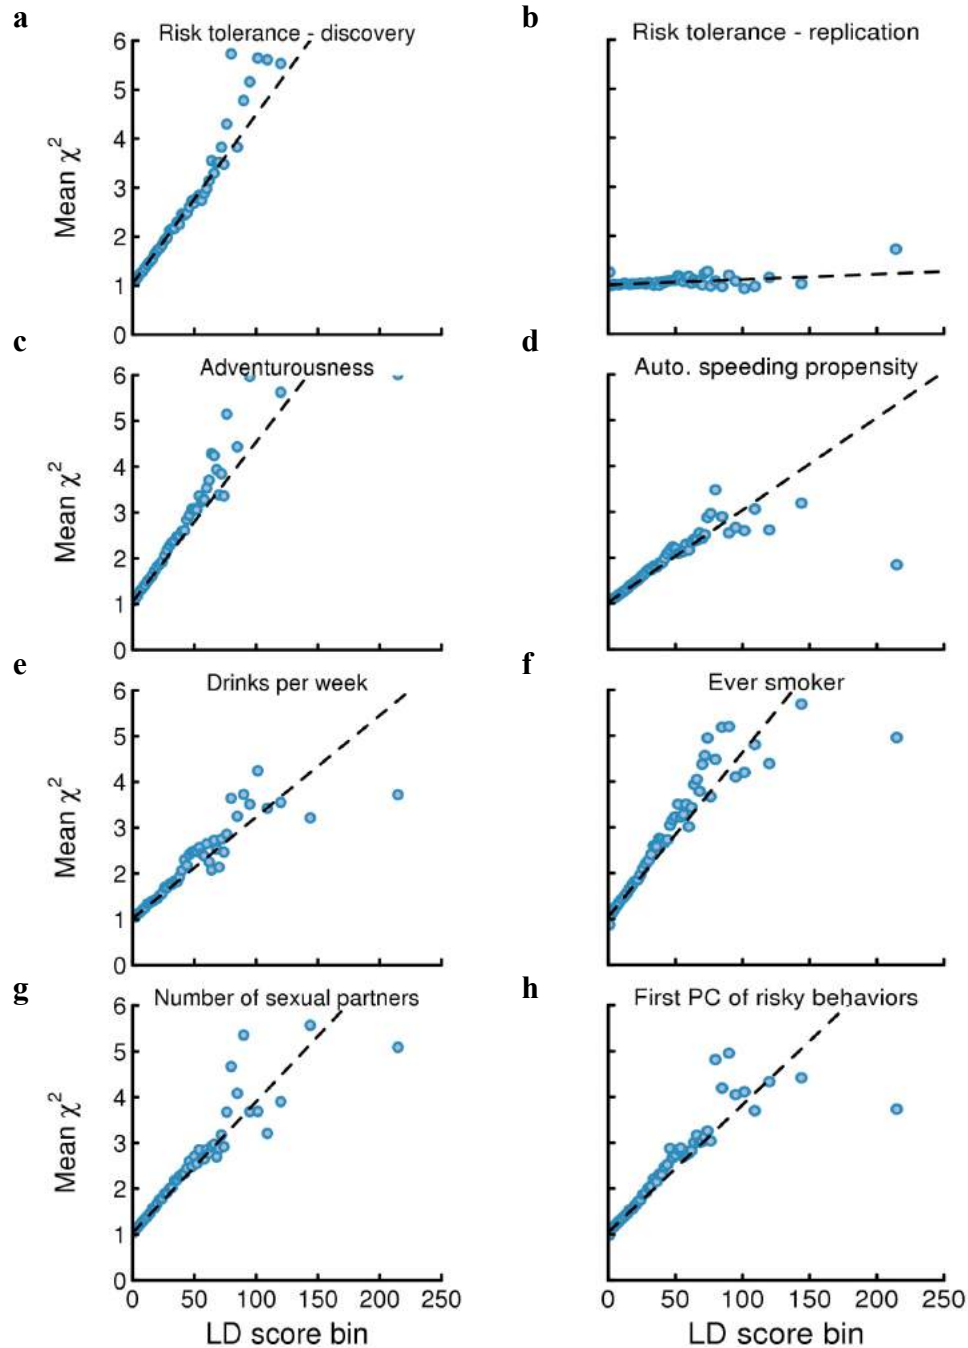 a
Risk tolerance - discovery
6
5
4
3
2
1
0
Mean χ²
b
Risk tolerance - replication
c
Adventurousness
6
5
4
3
2
1
0
Mean χ²
d
Auto. speeding propensity
e
Drinks per week
6
5
4
3
2
1
0
Mean χ²
f
Ever smoker
g
Number of sexual partners
6
5
4
3
2
1
0
Mean χ²
0 50 100 150 200 250
LD score bin
h
First PC of risky behaviors
0 50 100 150 200 250
LD score bin